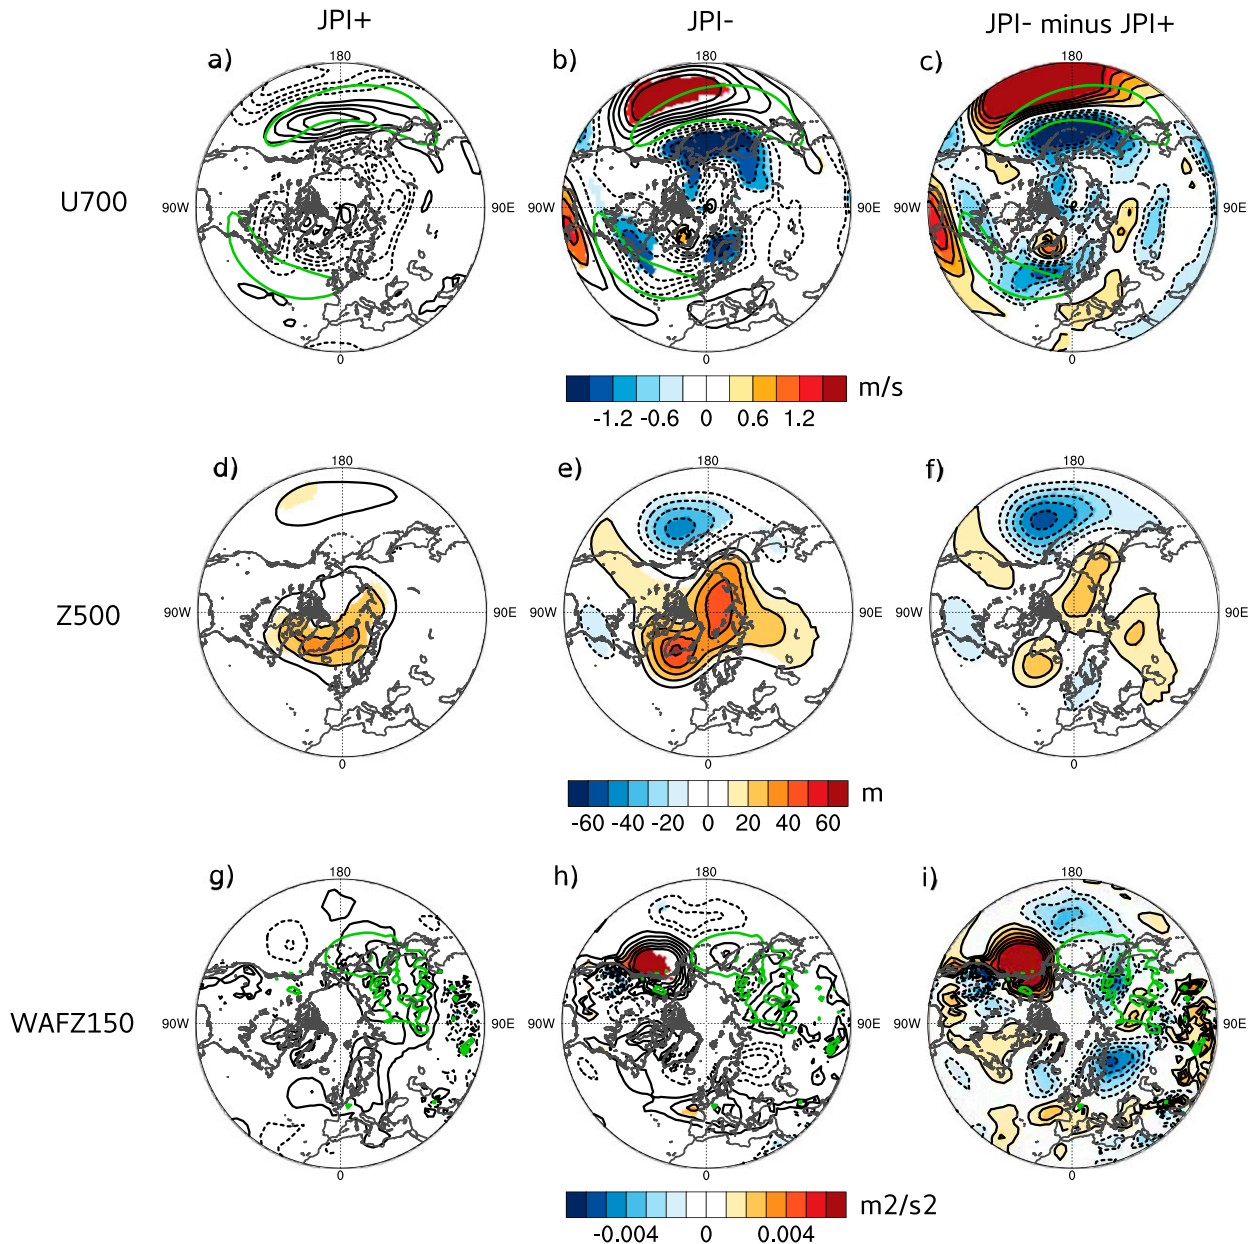 JPI+ JPI- JPI- minus JPI+
a) 180 b) 180 c) 180
U700 90W 90E 90W 90E 90W 90E
0 0 0
-1.2 -0.6 0 0.6 1.2 m/s
d) 180 e) 180 f) 180
Z500 90W 90E 90W 90E 90W 90E
0 0 0
-60 -40 -20 0 20 40 60 m
g) 180 h) 180 i) 180
WAFZ150 90W 90E 90W 90E 90W 90E
0 0 0
-0.004 0 0.004 m2/s2